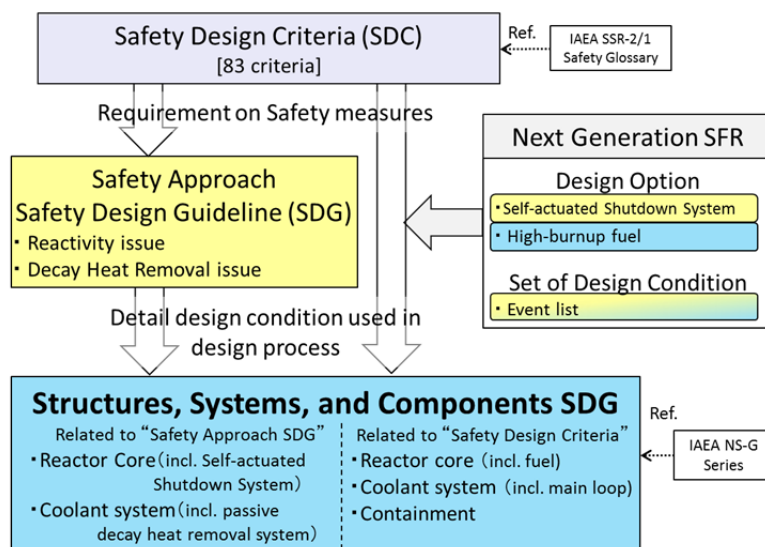 Safety Design Criteria (SDC)
[83 criteria]
Ref.
IAEA SSR-2/1
Safety Glossary
Requirement on Safety measures
Safety Approach
Safety Design Guideline (SDG)
・Reactivity issue
・Decay Heat Removal issue
Next Generation SFR
Design Option
・Self-actuated Shutdown System
・High-burnup fuel
Set of Design Condition
・Event list
Detail design condition used in
design process
Structures, Systems, and Components SDG
Related to "Safety Approach SDG"
・Reactor Core(incl. Self-actuated
Shutdown System)
・Coolant system(incl. passive
decay heat removal system)
Related to "Safety Design Criteria"
・Reactor core (incl. fuel)
・Coolant system (incl. main loop)
・Containment
Ref.
IAEA NS-G
Series